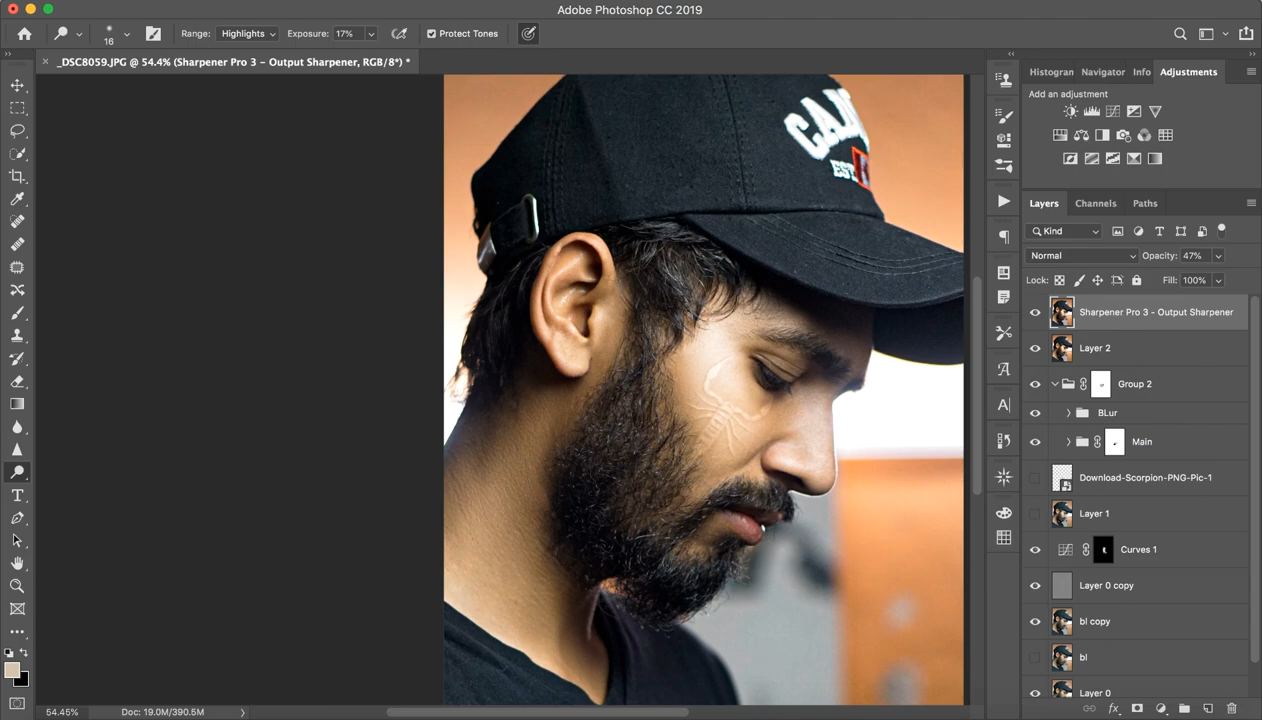 Adobe Photoshop CC 2019
16
Range: Highlights Exposure: 17% Protect Tones
_DSC8059.JPG @ 54.4% (Sharpener Pro 3 - Output Sharpener, RGB/8*) *
Histogran Navigator Info Adjustments
Add an adjustment
Layers Channels Paths
Kind
Normal Opacity: 47%
Lock: Fill: 100%
Sharpener Pro 3 - Output Sharpener
Layer 2
Group 2
BLur
Main
Download-Scorpion-PNG-Pic-1
Layer 1
Curves 1
Layer 0 copy
bl copy
bl
Layer 0
EST
54.45% Doc: 19.0M/390.5M